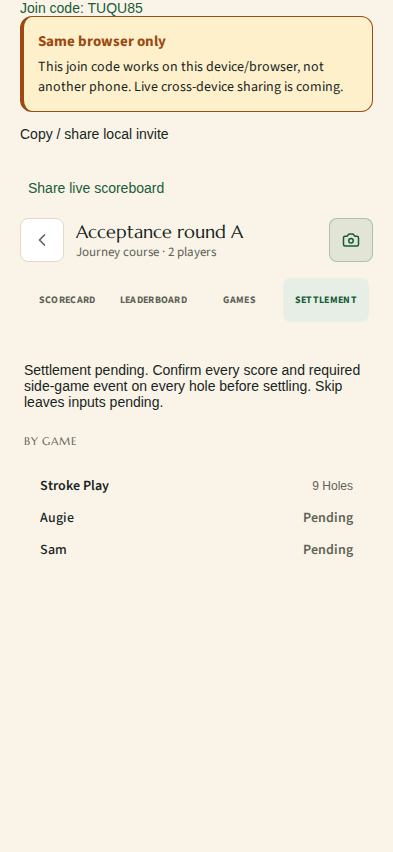 Join code: TUQU85
Same browser only
This join code works on this device/browser, not
another phone. Live cross-device sharing is coming.
Copy / share local invite
Share live scoreboard
Acceptance round A
Journey course · 2 players
SCORECARD LEADERBOARD GAMES SETTLEMENT
Settlement pending. Confirm every score and required
side-game event on every hole before settling. Skip
leaves inputs pending.
BY GAME
Stroke Play 9 Holes
Augie Pending
Sam Pending